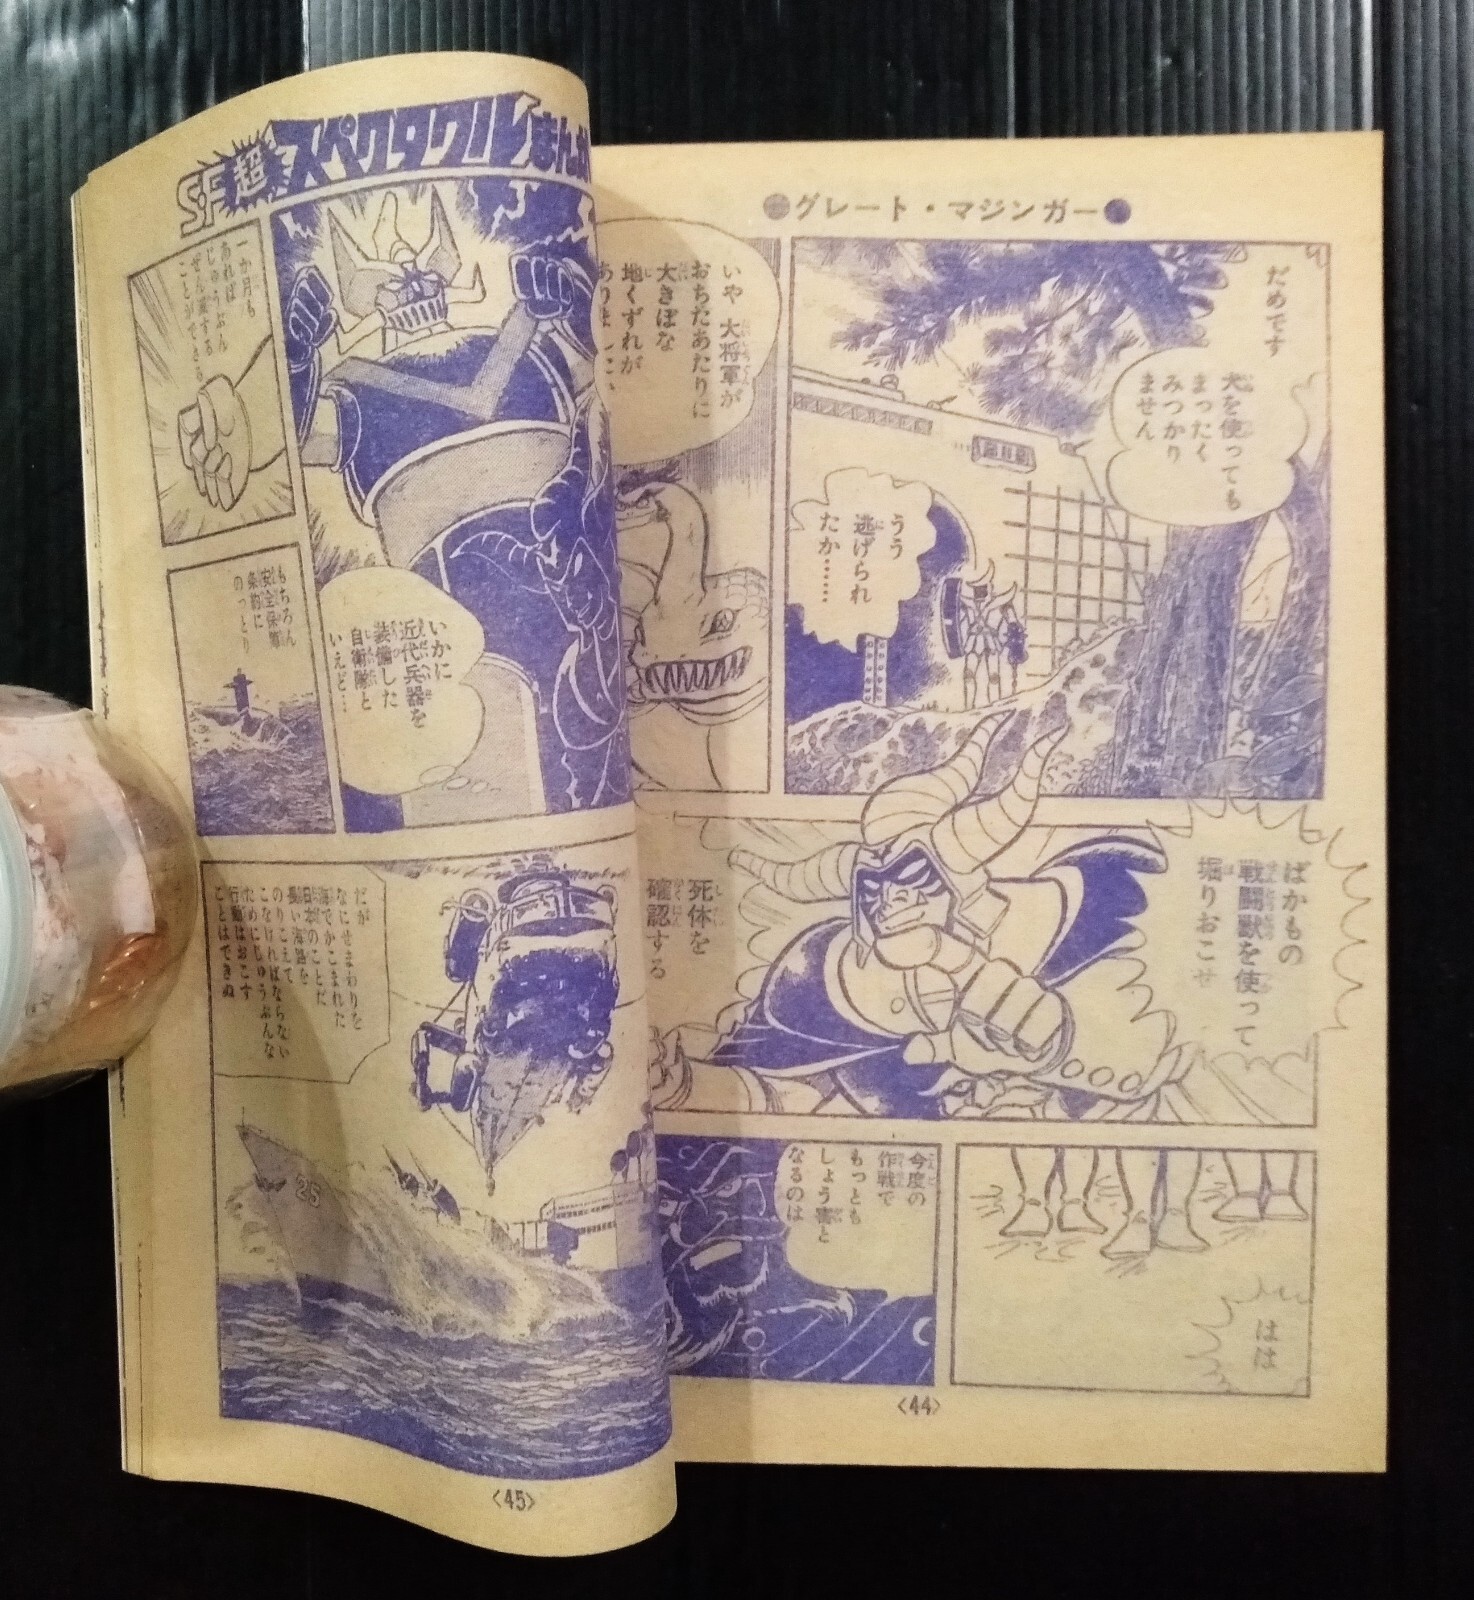 ●グレート・マジンガー●
だめです
犬を使っても
まったく
みつかり
ません
うう
逃げられ
たか……
いや 大将軍が
おちたあたりに
大きぼな
地くずれが
ばかもの
戦闘獣を使って
掘りおこせ
死体を
確認する
はは
今度の
作戦で
もっとも
しょう害と
なるのは
<44>
SF超スペクタクルまんが
一か月も
あれば
じゅうぶん
ぜん滅する
ことができる
いかに
近代兵器を
装備した
自衛隊と
いえど…
もちろん
安全保障
条約に
のっとり
だが
なにせまわりを
海でかこまれた
日本のことだ
長い海路を
のりこえて
こなければならない
ためにじゅうぶんな
行動はおこす
ことはできぬ
25
<45>